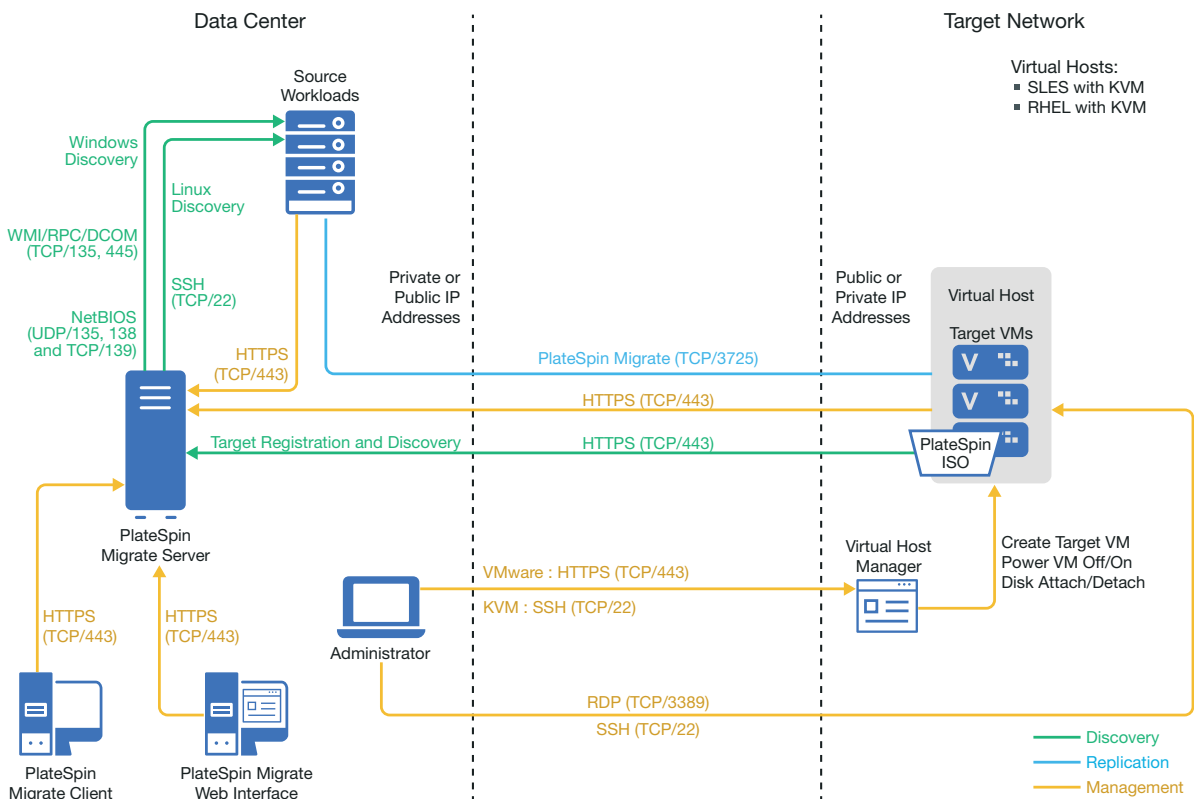 Data Center
Target Network
Virtual Hosts:
▪ SLES with KVM
▪ RHEL with KVM
Source
Workloads
Windows
Discovery
Linux
Discovery
WMI/RPC/DCOM
(TCP/135, 445)
SSH
(TCP/22)
NetBIOS
(UDP/135, 138
and TCP/139)
HTTPS
(TCP/443)
Private or
Public IP
Addresses
Public or
Private IP
Addresses
Virtual Host
Target VMs
V
V
PlateSpin
ISO
PlateSpin Migrate (TCP/3725)
HTTPS (TCP/443)
Target Registration and Discovery
HTTPS (TCP/443)
PlateSpin
Migrate Server
Virtual Host
Manager
Create Target VM
Power VM Off/On
Disk Attach/Detach
VMware : HTTPS (TCP/443)
KVM : SSH (TCP/22)
Administrator
HTTPS
(TCP/443)
HTTPS
(TCP/443)
RDP (TCP/3389)
SSH (TCP/22)
PlateSpin
Migrate Client
PlateSpin Migrate
Web Interface
Discovery
Replication
Management